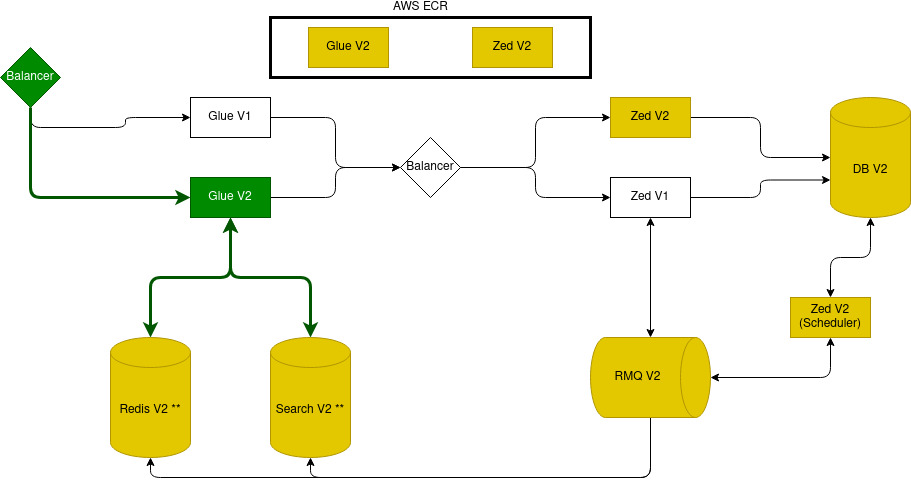 AWS ECR
Glue V2
Zed V2
Balancer
Glue V1
Zed V2
Balancer
DB V2
Glue V2
Zed V1
Zed V2
(Scheduler)
RMQ V2
Redis V2 **
Search V2 **